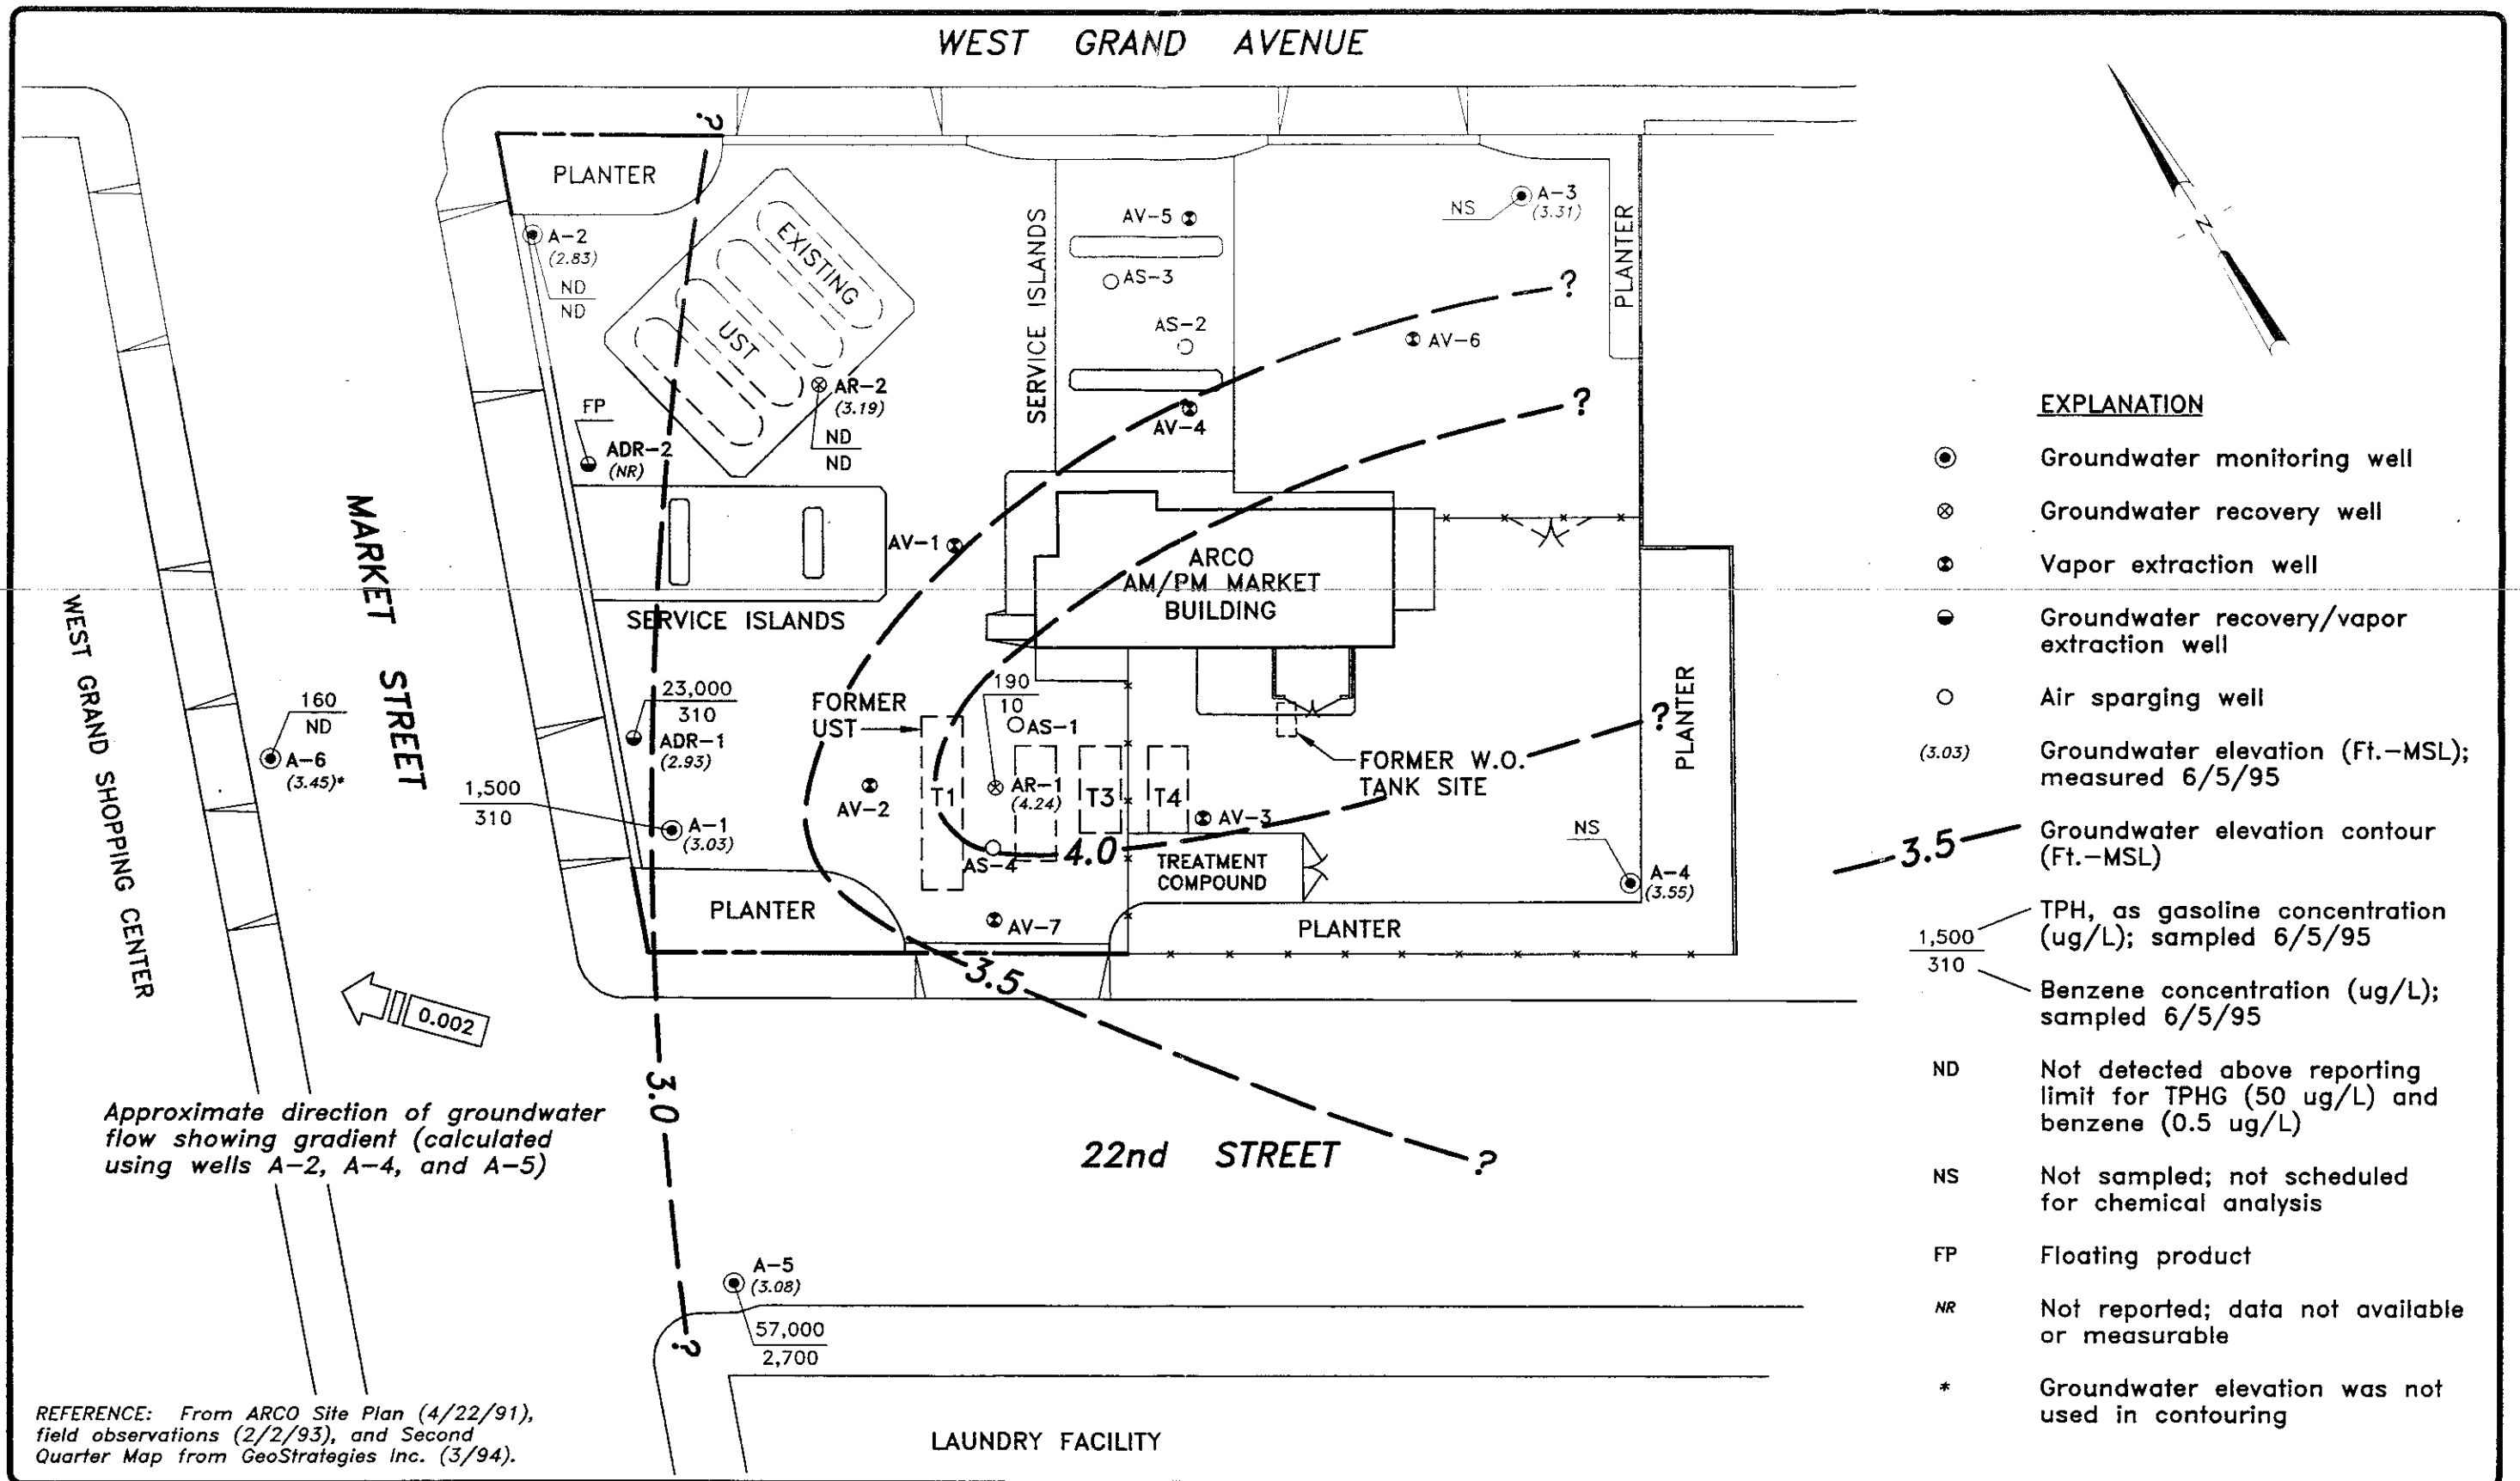 WEST GRAND AVENUE
?
PLANTER
A-2
(2.83)
ND
ND
EXISTING
UST
AR-2
(3.19)
ND
ND
FP
ADR-2
(NR)
SERVICE ISLANDS
AV-5
AS-3
AS-2
AV-4
NS
A-3
(3.31)
PLANTER
?
AV-6
?
N
MARKET STREET
WEST GRAND SHOPPING CENTER
160
ND
A-6
(3.45)*
SERVICE ISLANDS
AV-1
ARCO
AM/PM MARKET
BUILDING
23,000
310
ADR-1
(2.93)
1,500
310
A-1
(3.03)
FORMER
UST
190
10
AS-1
AV-2
T1
AR-1
(4.24)
T3
T4
AV-3
AS-4
4.0
FORMER W.O.
TANK SITE
?
PLANTER
TREATMENT
COMPOUND
NS
A-4
(3.55)
PLANTER
AV-7
PLANTER
3.5
0.002
3.0
Approximate direction of groundwater
flow showing gradient (calculated
using wells A-2, A-4, and A-5)
22nd STREET
?
A-5
(3.08)
57,000
2,700
?
LAUNDRY FACILITY
REFERENCE: From ARCO Site Plan (4/22/91),
field observations (2/2/93), and Second
Quarter Map from GeoStrategies Inc. (3/94).
EXPLANATION
Groundwater monitoring well
Groundwater recovery well
Vapor extraction well
Groundwater recovery/vapor
extraction well
Air sparging well
(3.03) Groundwater elevation (Ft.-MSL);
measured 6/5/95
3.5 Groundwater elevation contour
(Ft.-MSL)
1,500
310
TPH, as gasoline concentration
(ug/L); sampled 6/5/95
Benzene concentration (ug/L);
sampled 6/5/95
ND Not detected above reporting
limit for TPHG (50 ug/L) and
benzene (0.5 ug/L)
NS Not sampled; not scheduled
for chemical analysis
FP Floating product
NR Not reported; data not available
or measurable
* Groundwater elevation was not
used in contouring